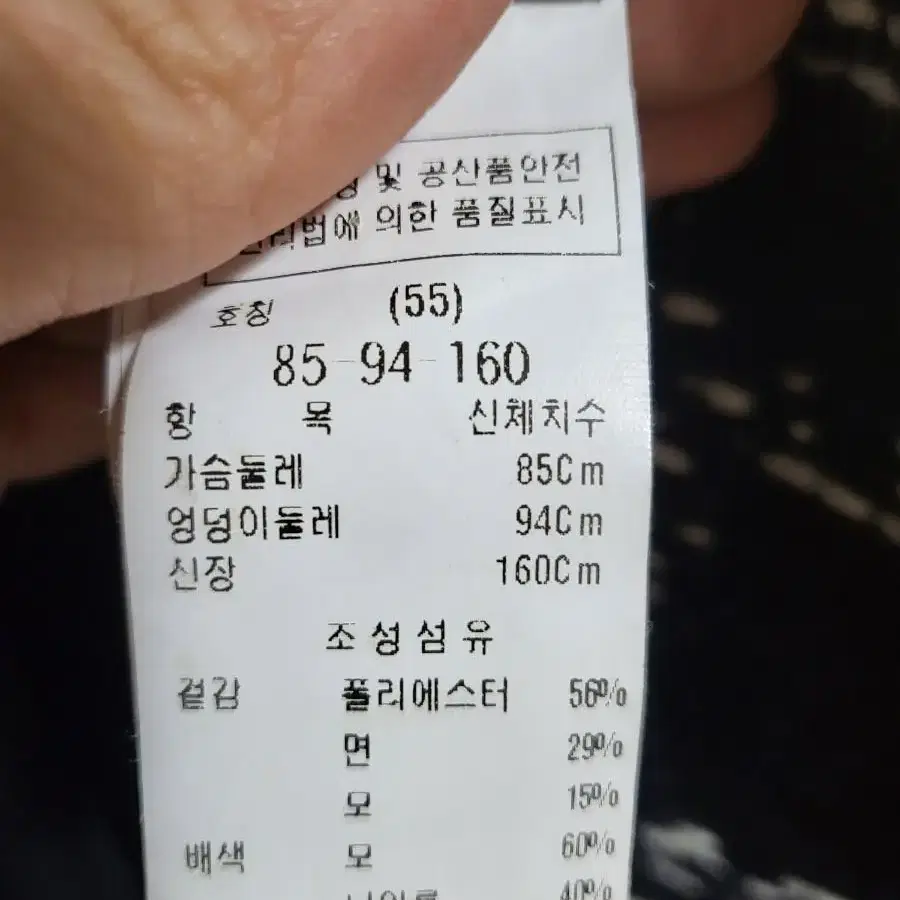 및 공산품안전
법에 의한 품질표시
호칭 (55)
85-94-160
항 목 신체치수
가슴둘레 85Cm
엉덩이둘레 94Cm
신장 160Cm
조성섬유
겉감 폴리에스터 56%
면 29%
모 15%
배색 모 60%
40%